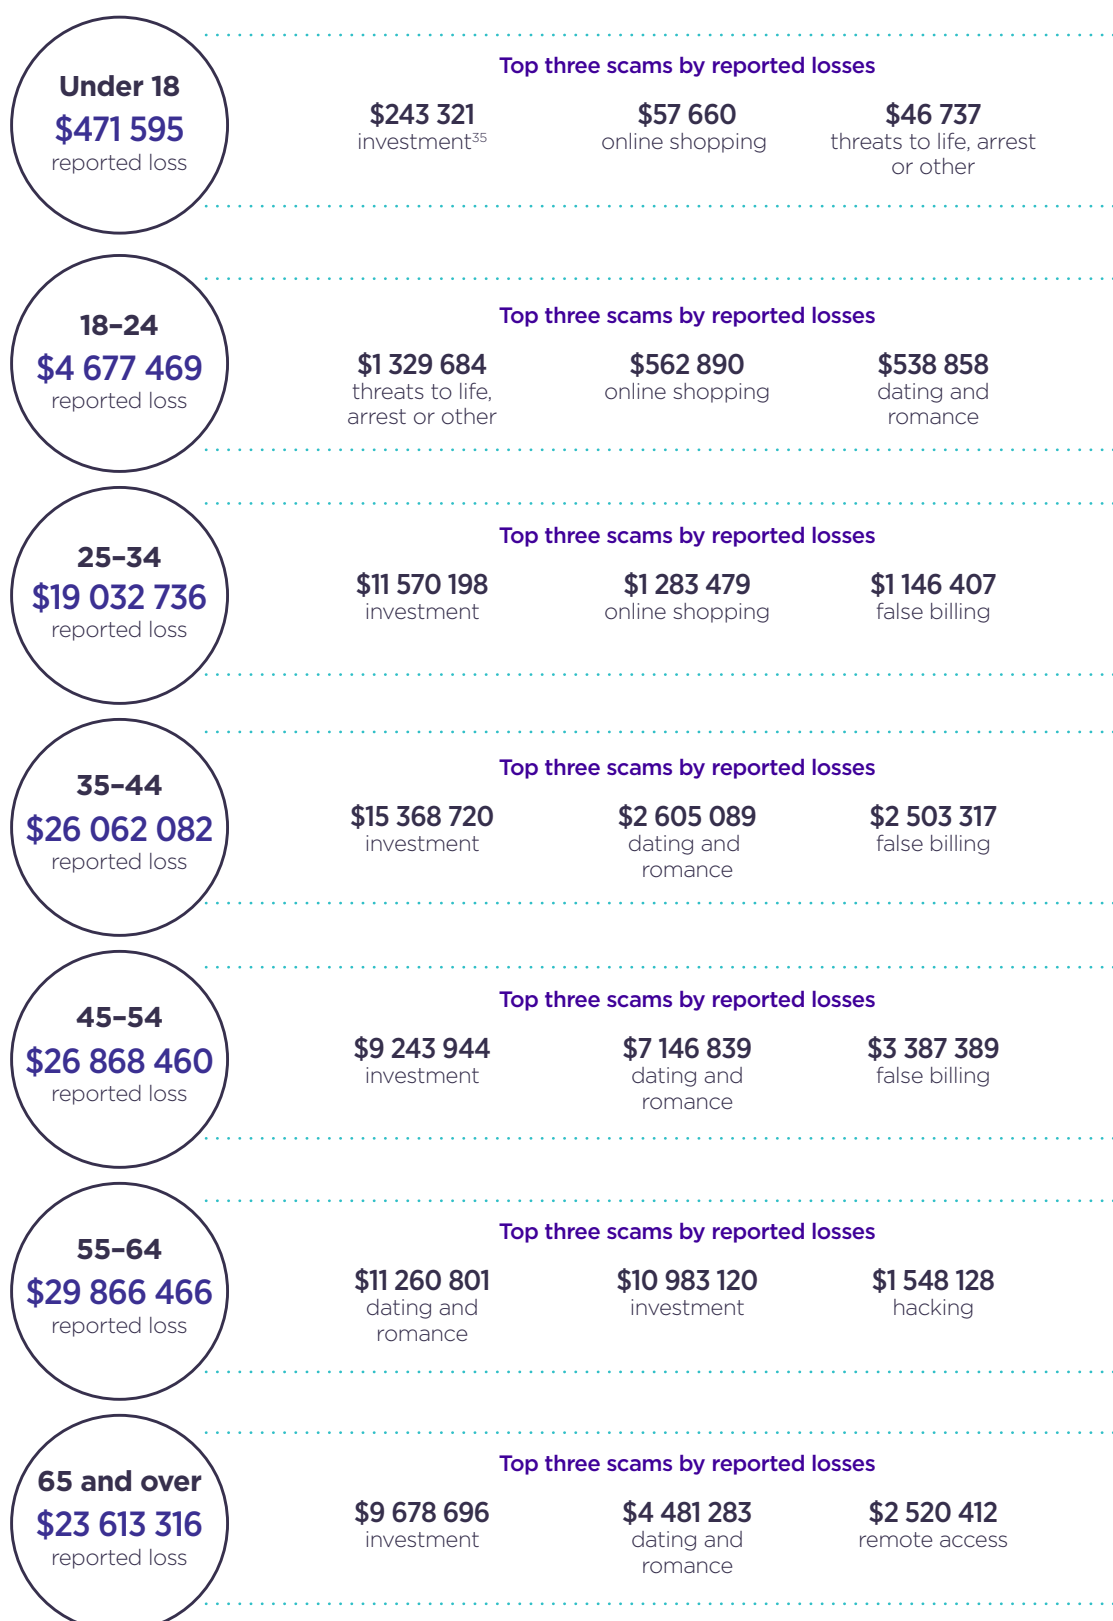 Under 18
$471 595
reported loss
Top three scams by reported losses
$243 321
investment35
$57 660
online shopping
$46 737
threats to life, arrest
or other
18–24
$4 677 469
reported loss
Top three scams by reported losses
$1 329 684
threats to life,
arrest or other
$562 890
online shopping
$538 858
dating and
romance
25–34
$19 032 736
reported loss
Top three scams by reported losses
$11 570 198
investment
$1 283 479
online shopping
$1 146 407
false billing
35–44
$26 062 082
reported loss
Top three scams by reported losses
$15 368 720
investment
$2 605 089
dating and
romance
$2 503 317
false billing
45–54
$26 868 460
reported loss
Top three scams by reported losses
$9 243 944
investment
$7 146 839
dating and
romance
$3 387 389
false billing
55–64
$29 866 466
reported loss
Top three scams by reported losses
$11 260 801
dating and
romance
$10 983 120
investment
$1 548 128
hacking
65 and over
$23 613 316
reported loss
Top three scams by reported losses
$9 678 696
investment
$4 481 283
dating and
romance
$2 520 412
remote access